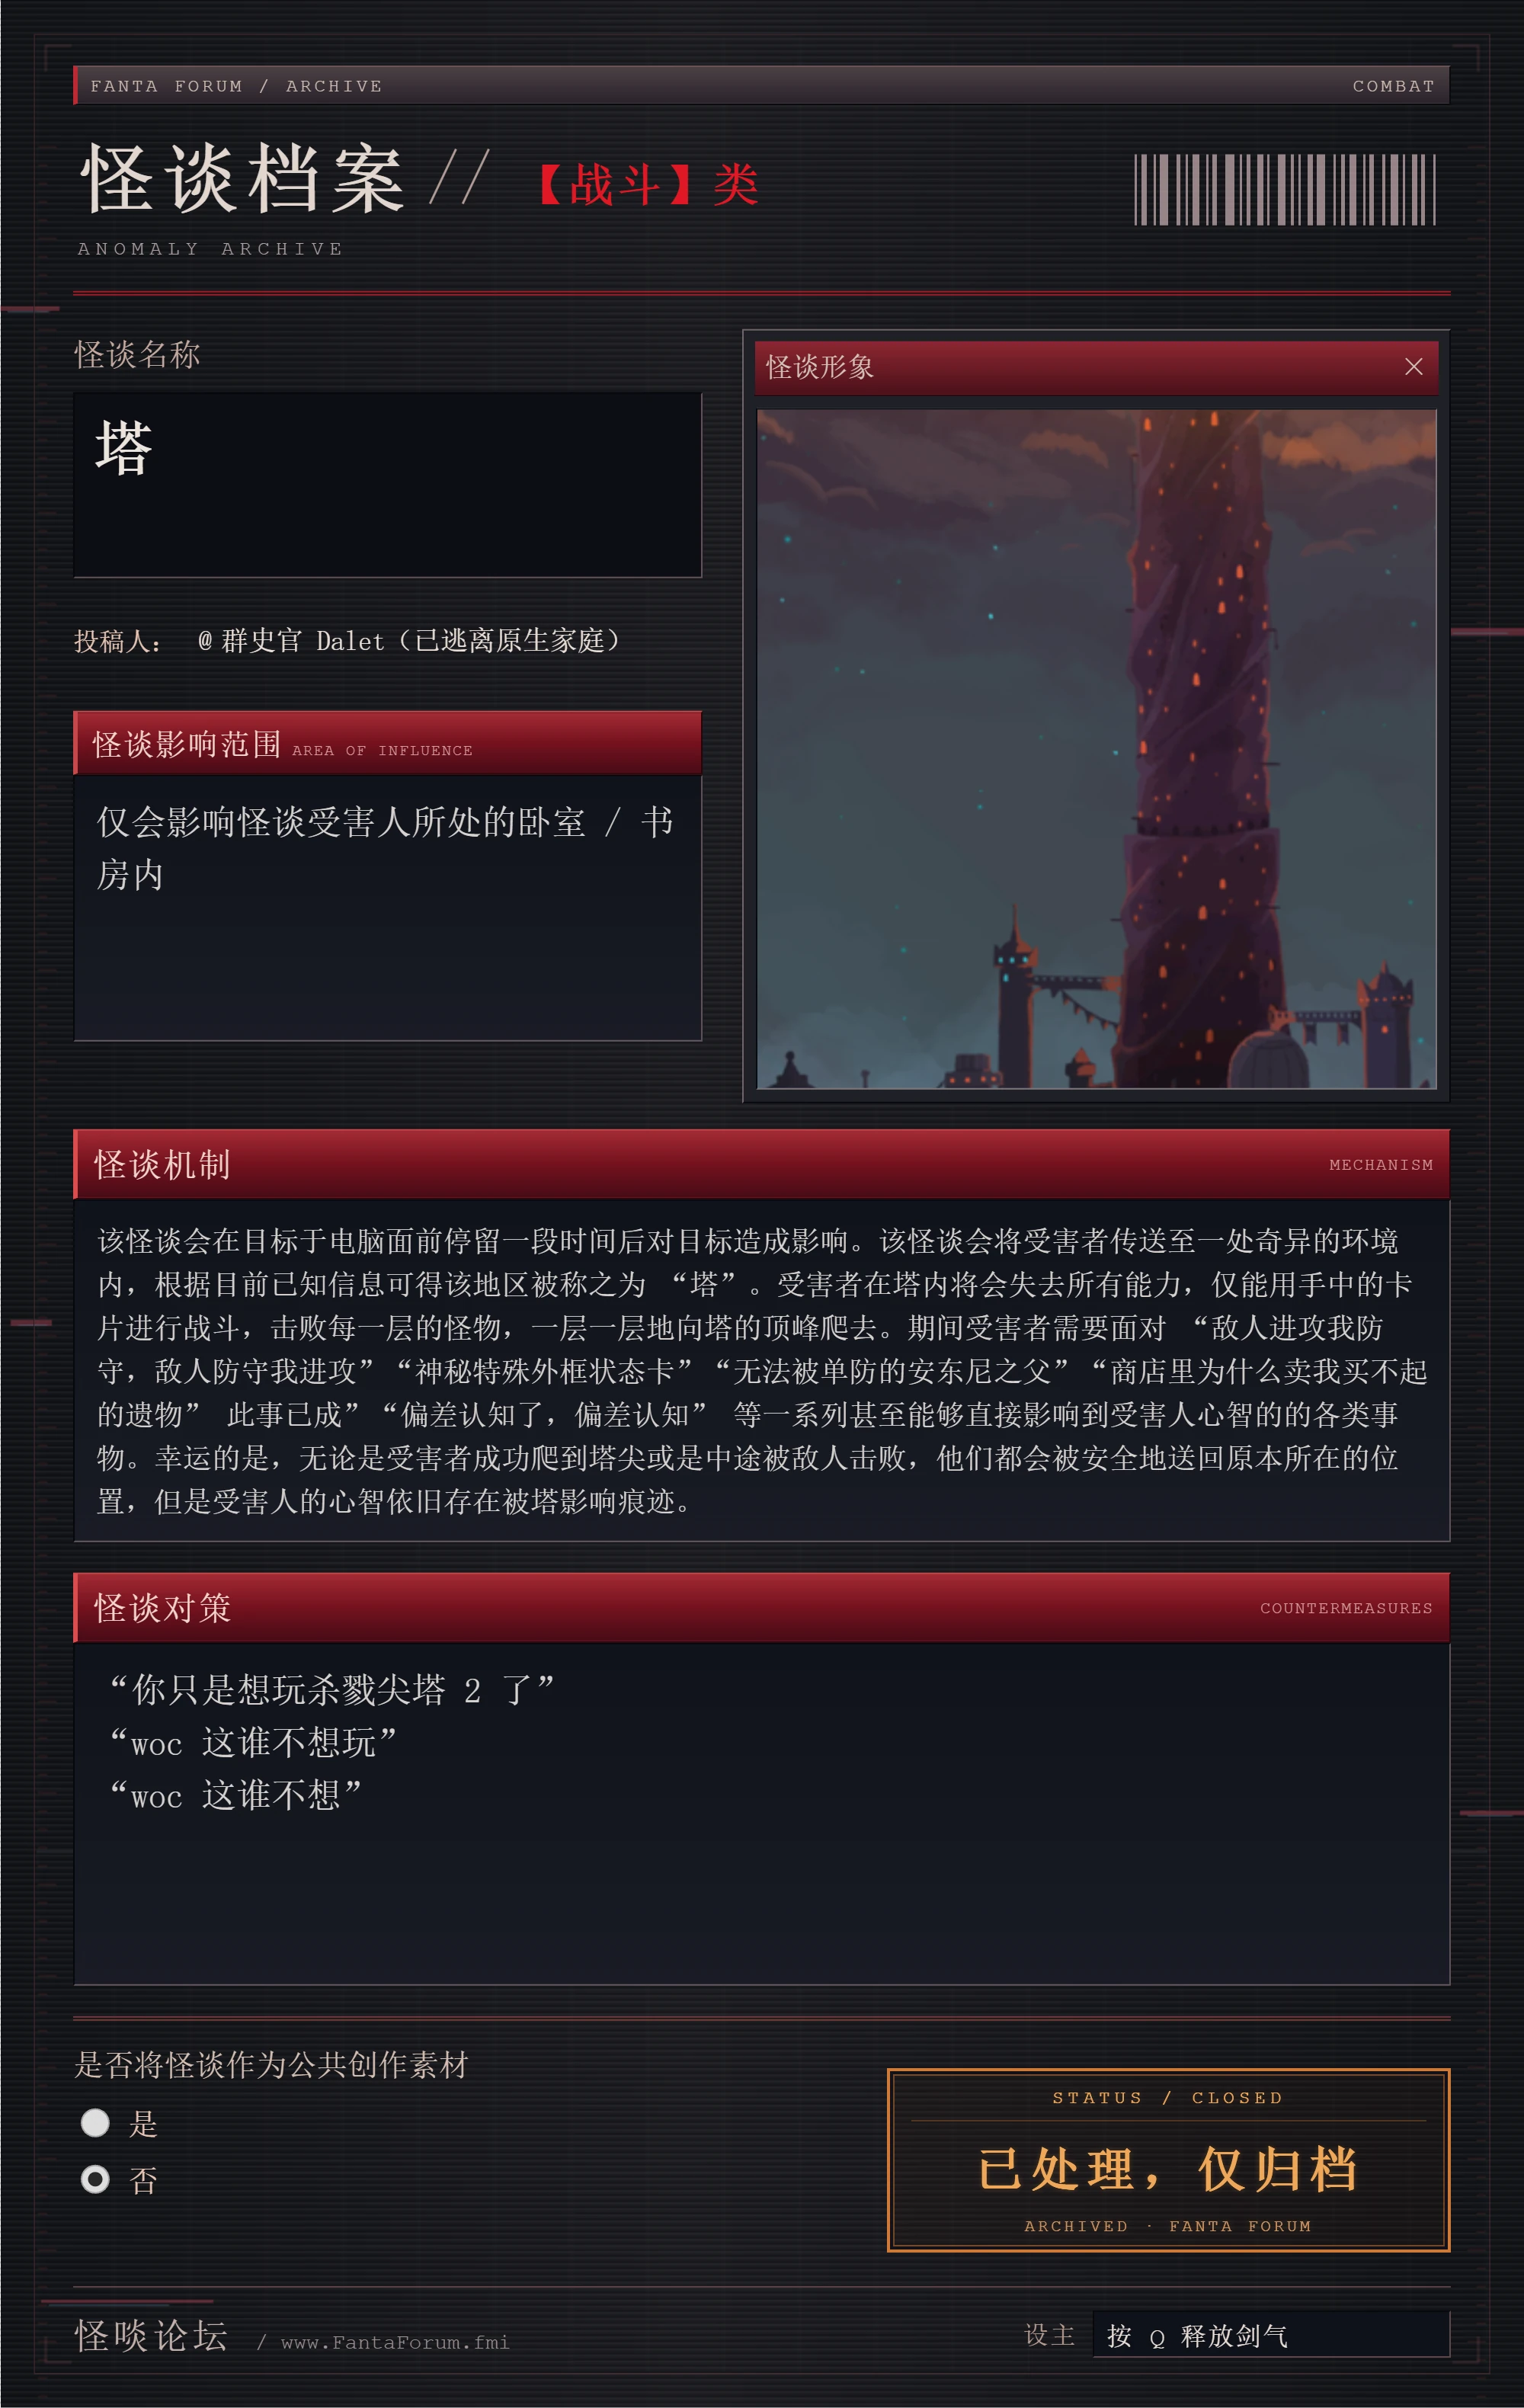 FANTA FORUM / ARCHIVE
COMBAT
怪谈档案 // 【战斗】类
ANOMALY ARCHIVE
怪谈名称
塔
投稿人： @群史官 Dalet（已逃离原生家庭）
怪谈形象
怪谈影响范围 AREA OF INFLUENCE
仅会影响怪谈受害人所处的卧室 / 书
房内
怪谈机制
MECHANISM
该怪谈会在目标于电脑面前停留一段时间后对目标造成影响。该怪谈会将受害者传送至一处奇异的环境
内，根据目前已知信息可得该地区被称之为 “塔”。受害者在塔内将会失去所有能力，仅能用手中的卡
片进行战斗，击败每一层的怪物，一层一层地向塔的顶峰爬去。期间受害者需要面对 “敌人进攻我防
守，敌人防守我进攻”“神秘特殊外框状态卡”“无法被单防的安东尼之父”“商店里为什么卖我买不起
的遗物” 此事已成”“偏差认知了，偏差认知” 等一系列甚至能够直接影响到受害人心智的的各类事
物。幸运的是，无论是受害者成功爬到塔尖或是中途被敌人击败，他们都会被安全地送回原本所在的位
置，但是受害人的心智依旧存在被塔影响痕迹。
怪谈对策
COUNTERMEASURES
“你只是想玩杀戮尖塔 2 了”
“woc 这谁不想玩”
“woc 这谁不想”
是否将怪谈作为公共创作素材
是
否
STATUS / CLOSED
已处理，仅归档
ARCHIVED · FANTA FORUM
怪啖论坛 / www.FantaForum.fmi
设主 按 Q 释放剑气